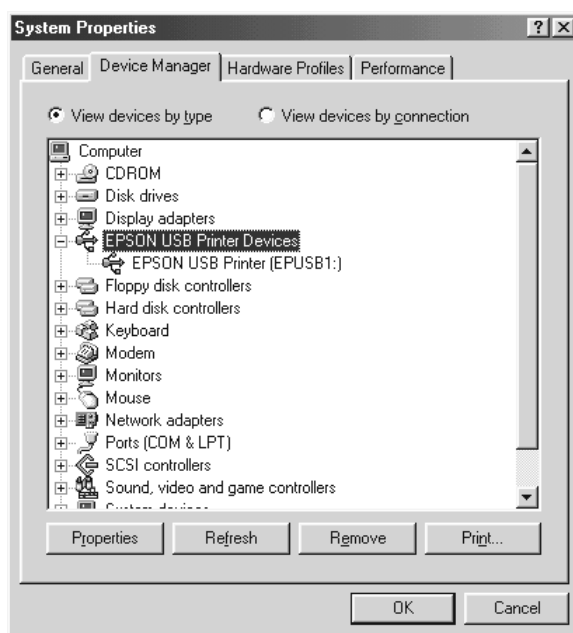 System Properties
General Device Manager Hardware Profiles Performance
View devices by type View devices by connection
Computer
CDROM
Disk drives
Display adapters
EPSON USB Printer Devices
EPSON USB Printer (EPUSB1:)
Floppy disk controllers
Hard disk controllers
Keyboard
Modem
Monitors
Mouse
Network adapters
Ports (COM & LPT)
SCSI controllers
Sound, video and game controllers
Properties Refresh Remove Print...
OK Cancel